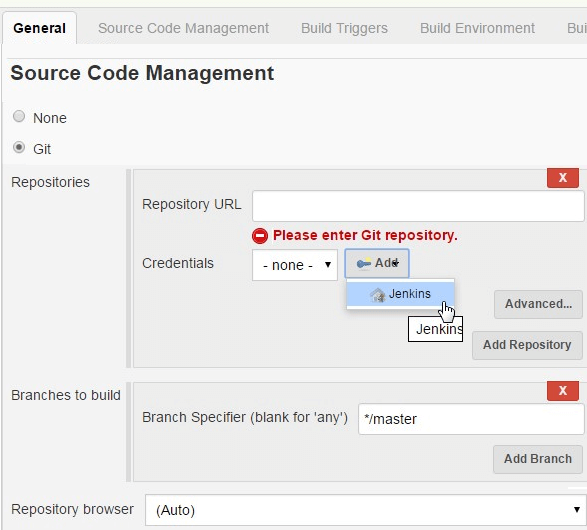 General Source Code Management Build Triggers Build Environment Bui
Source Code Management
None
Git
Repositories
X
Repository URL
Please enter Git repository.
Credentials - none - Add
Jenkins
Advanced...
Jenkins
Add Repository
Branches to build
X
Branch Specifier (blank for 'any') */master
Add Branch
Repository browser (Auto)